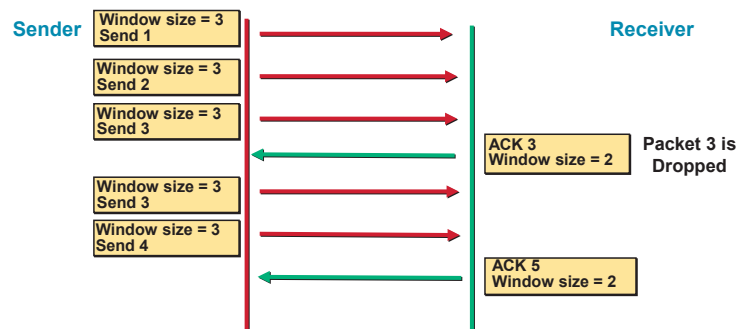 Sender
Receiver
Window size = 3
Send 1
Window size = 3
Send 2
Window size = 3
Send 3
ACK 3
Window size = 2
Packet 3 is
Dropped
Window size = 3
Send 3
Window size = 3
Send 4
ACK 5
Window size = 2